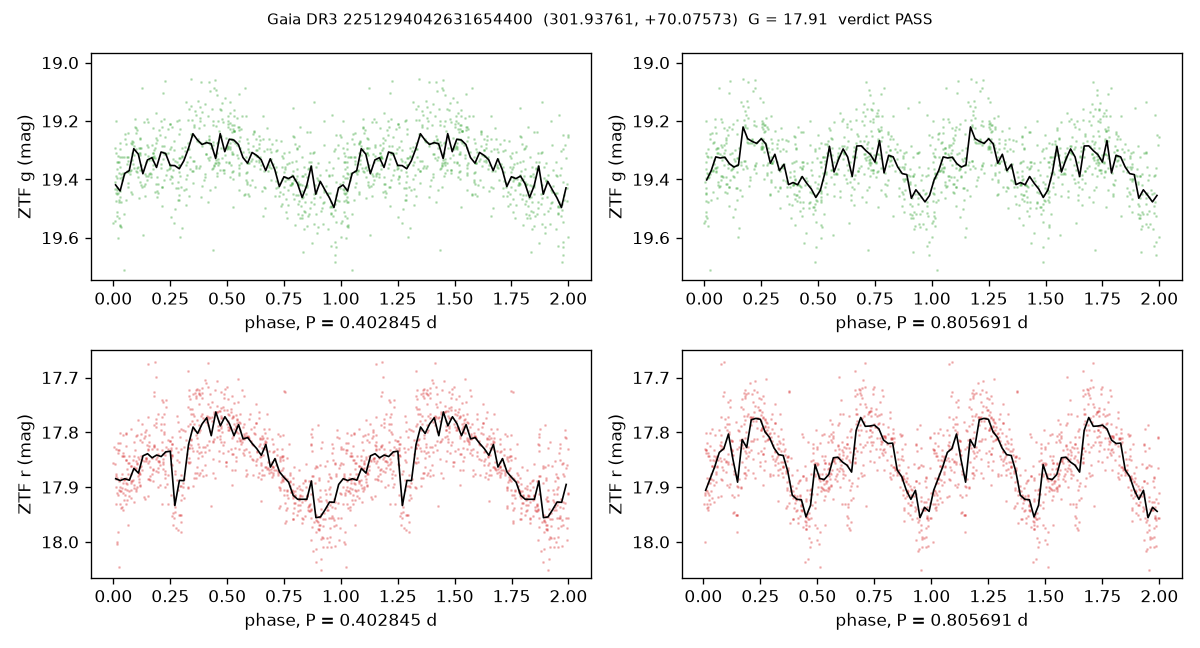 Gaia DR3 2251294042631654400 (301.93761, +70.07573) G = 17.91 verdict PASS
ZTF g (mag)
19.0
19.2
19.4
19.6
0.00 0.25 0.50 0.75 1.00 1.25 1.50 1.75 2.00
phase, P = 0.402845 d
ZTF g (mag)
19.0
19.2
19.4
19.6
0.00 0.25 0.50 0.75 1.00 1.25 1.50 1.75 2.00
phase, P = 0.805691 d
ZTF r (mag)
17.7
17.8
17.9
18.0
0.00 0.25 0.50 0.75 1.00 1.25 1.50 1.75 2.00
phase, P = 0.402845 d
ZTF r (mag)
17.7
17.8
17.9
18.0
0.00 0.25 0.50 0.75 1.00 1.25 1.50 1.75 2.00
phase, P = 0.805691 d